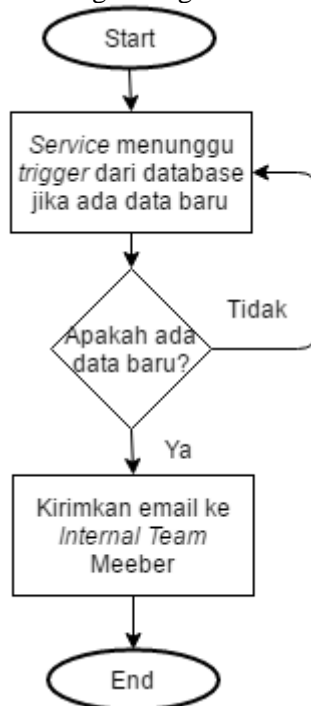 Start
Service menunggu
trigger dari database
jika ada data baru
Apakah ada
data baru?
Tidak
Ya
Kirimkan email ke
Internal Team
Meeber
End